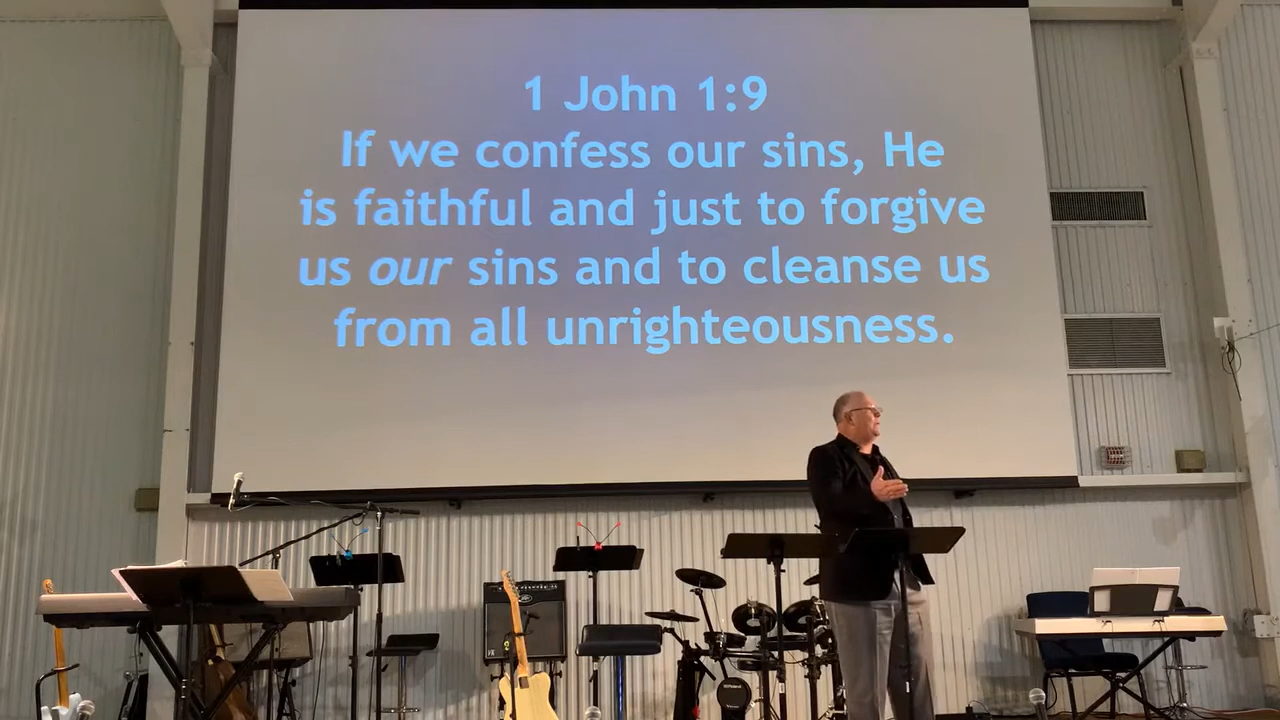 1 John 1:9
If we confess our sins, He
is faithful and just to forgive
us our sins and to cleanse us
from all unrighteousness.
Roland